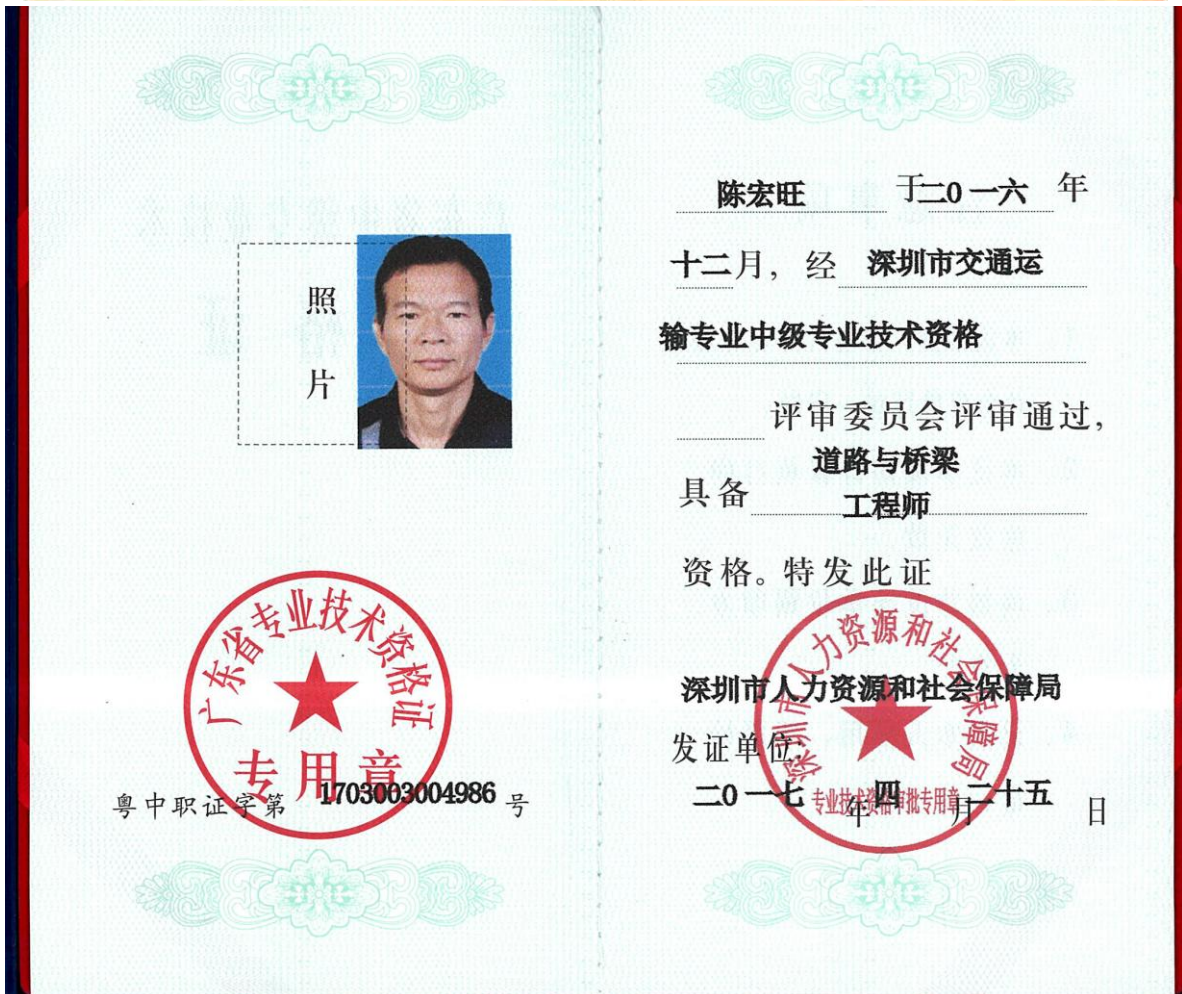 照
片
广东省专业技术资格证
专用章
粤中职证字第 1703003004986 号
陈宏旺 于二0一六 年
十二月, 经 深圳市交通运
输专业中级专业技术资格
评审委员会评审通过,
道路与桥梁
具备 工程师
资格。特发此证
深圳市人力资源和社会保障局
深圳市人力资源和社会保障局
发证单位:
二0一七 年 四 月 二十五 日
专业技术资格审批专用章